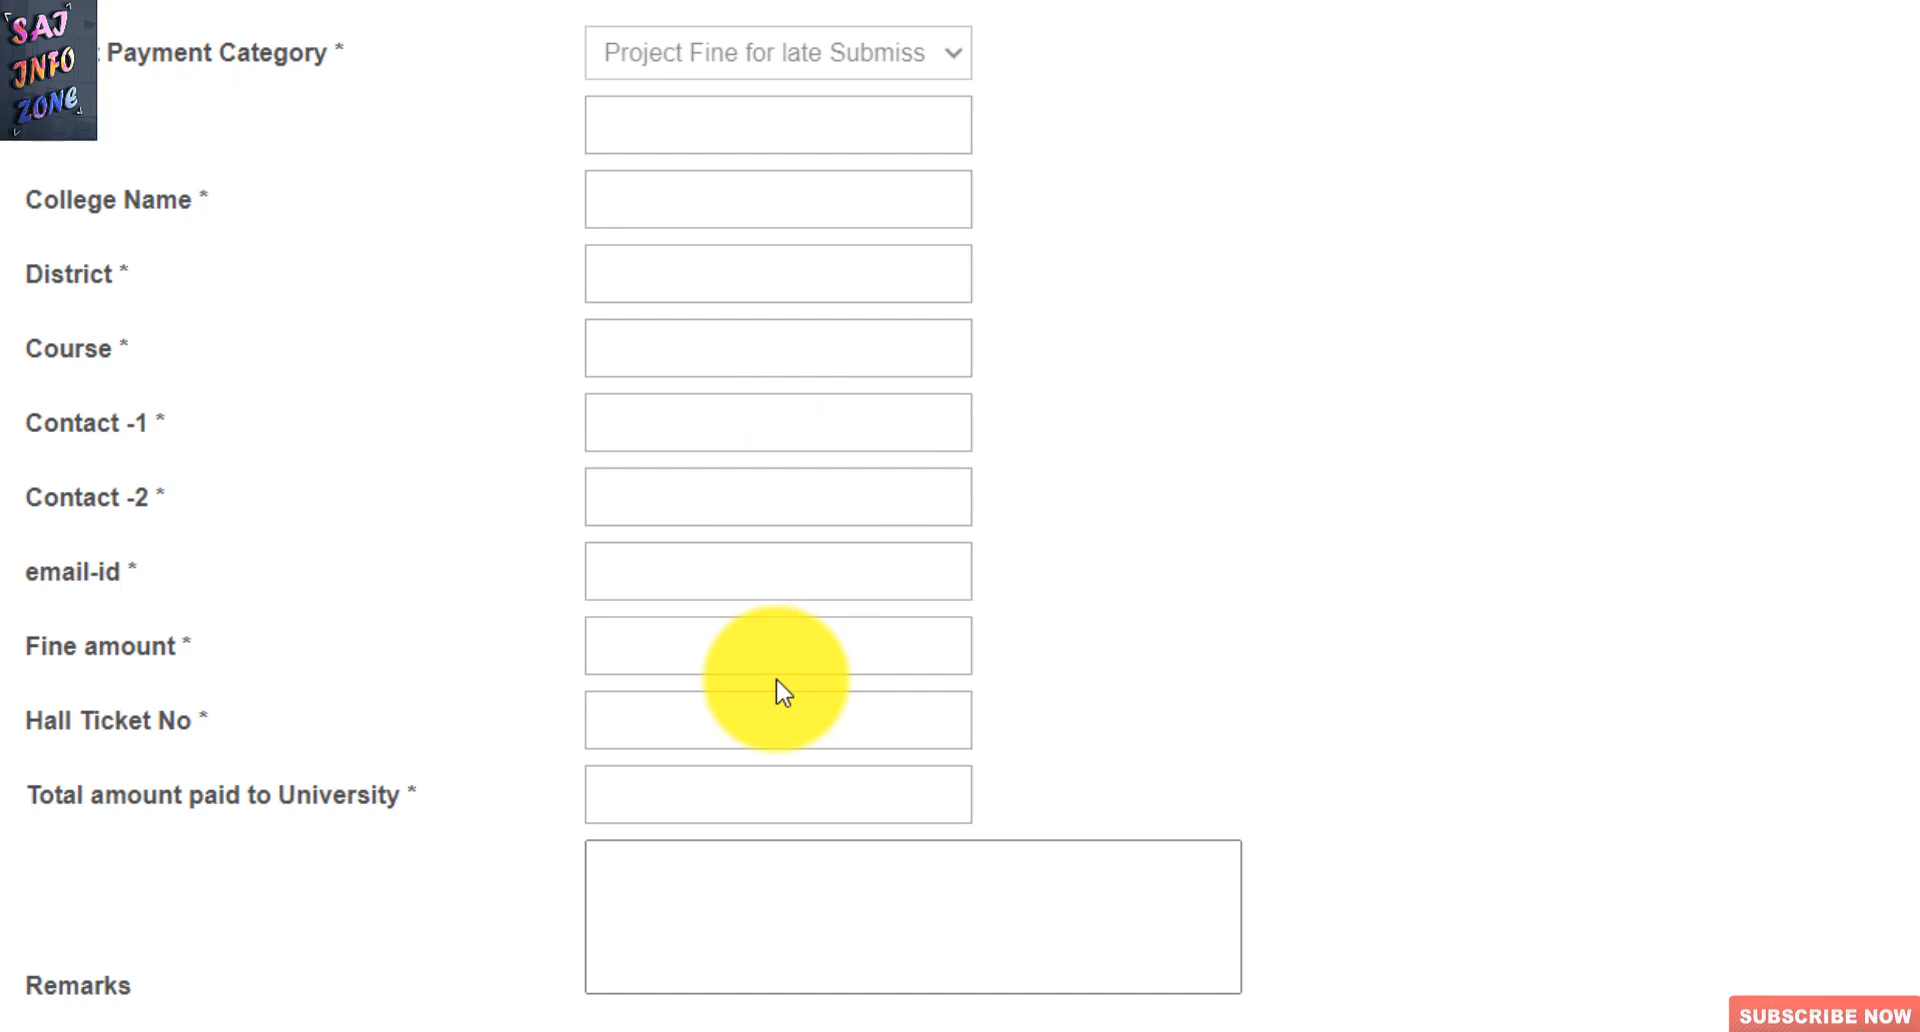 SAJ
INFO
ZONE
: Payment Category *
Project Fine for late Submiss
College Name *
District *
Course *
Contact -1 *
Contact -2 *
email-id *
Fine amount *
Hall Ticket No *
Total amount paid to University *
Remarks
SUBSCRIBE NOW